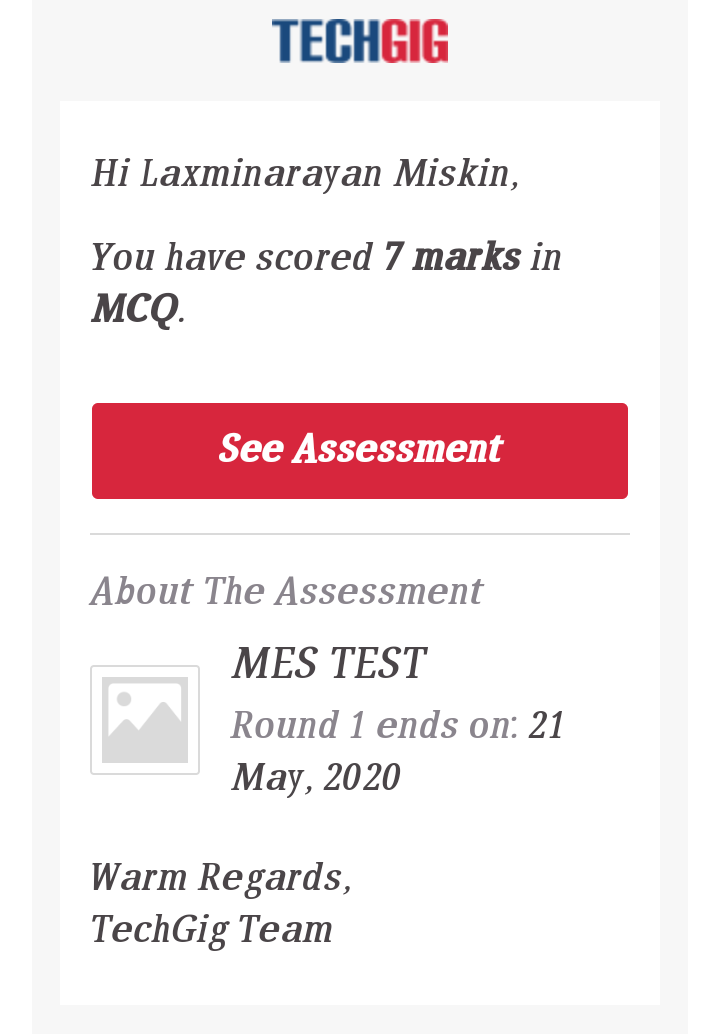 TECHGIG
Hi Laxminarayan Miskin,
You have scored 7 marks in
MCQ.
See Assessment
About The Assessment
MES TEST
Round 1 ends on: 21
May, 2020
Warm Regards,
TechGig Team